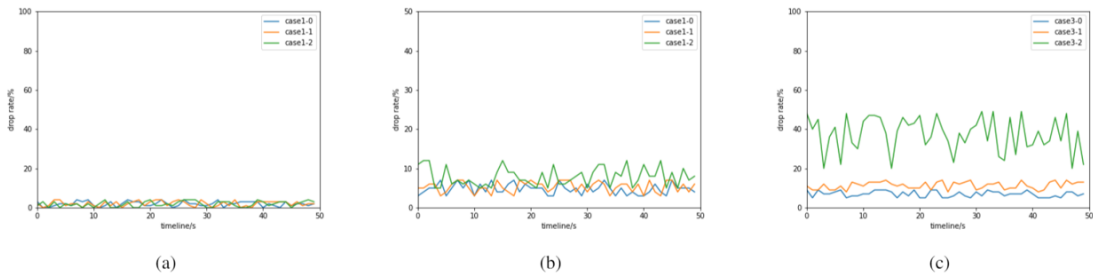 100
80
60
40
20
0
drop rate/%
case1-0
case1-1
case1-2
0 10 20 30 40 50
timeline/s
(a)
50
40
30
20
10
0
drop rate/%
case1-0
case1-1
case1-2
0 10 20 30 40 50
timeline/s
(b)
100
80
60
40
20
0
drop rate/%
case3-0
case3-1
case3-2
0 10 20 30 40 50
timeline/s
(c)